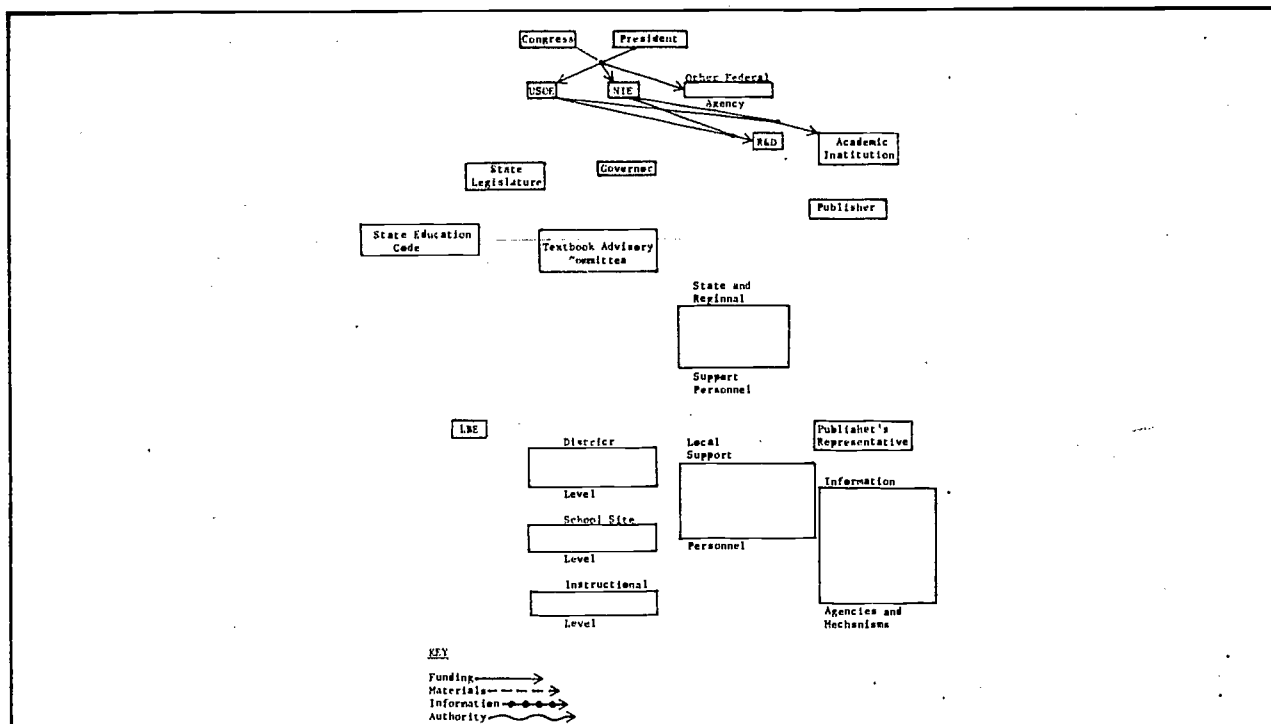 Congress
President
Other Federal
USOE
NIE
Agency
R&D
Academic
Institution
State
Legislature
Governor
Publisher
State Education
Code
Textbook Advisory
Committee
State and
Regional
Support
Personnel
LBE
Publisher's
Representative
District
Local
Support
Level
Information
School Site
Level
Personnel
Instructional
Level
Agencies and
Mechanisms
KEY
Funding
Materials
Information
Authority